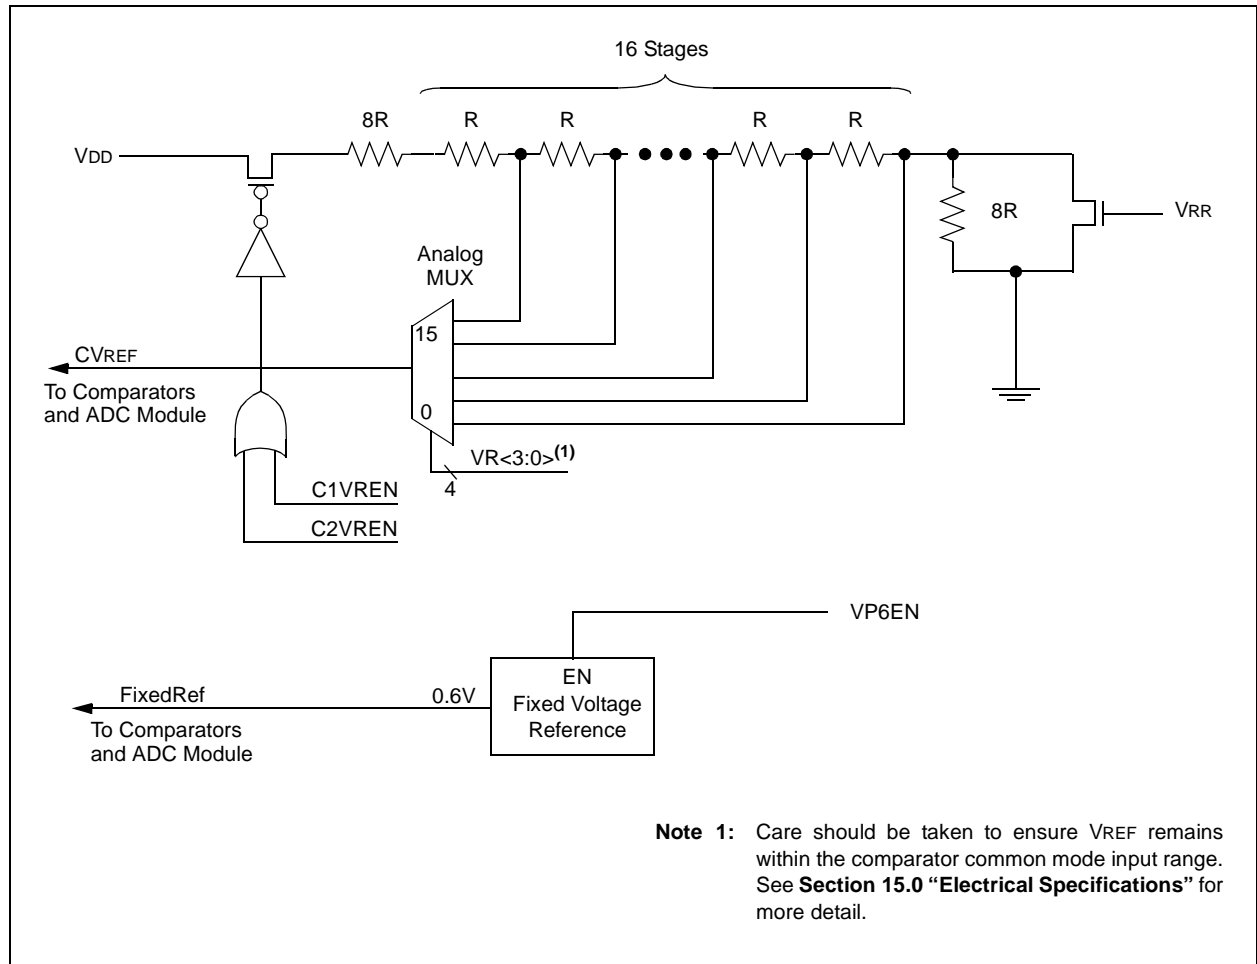 16 Stages
8R R R R R
VDD
8R
VRR
Analog
MUX
15
CVREF
To Comparators
and ADC Module
0
VR<3:0>(1)
4
C1VREN
C2VREN
VP6EN
EN
FixedRef 0.6V Fixed Voltage
Reference
To Comparators
and ADC Module
Note 1: Care should be taken to ensure VREF remains
within the comparator common mode input range.
See Section 15.0 “Electrical Specifications” for
more detail.